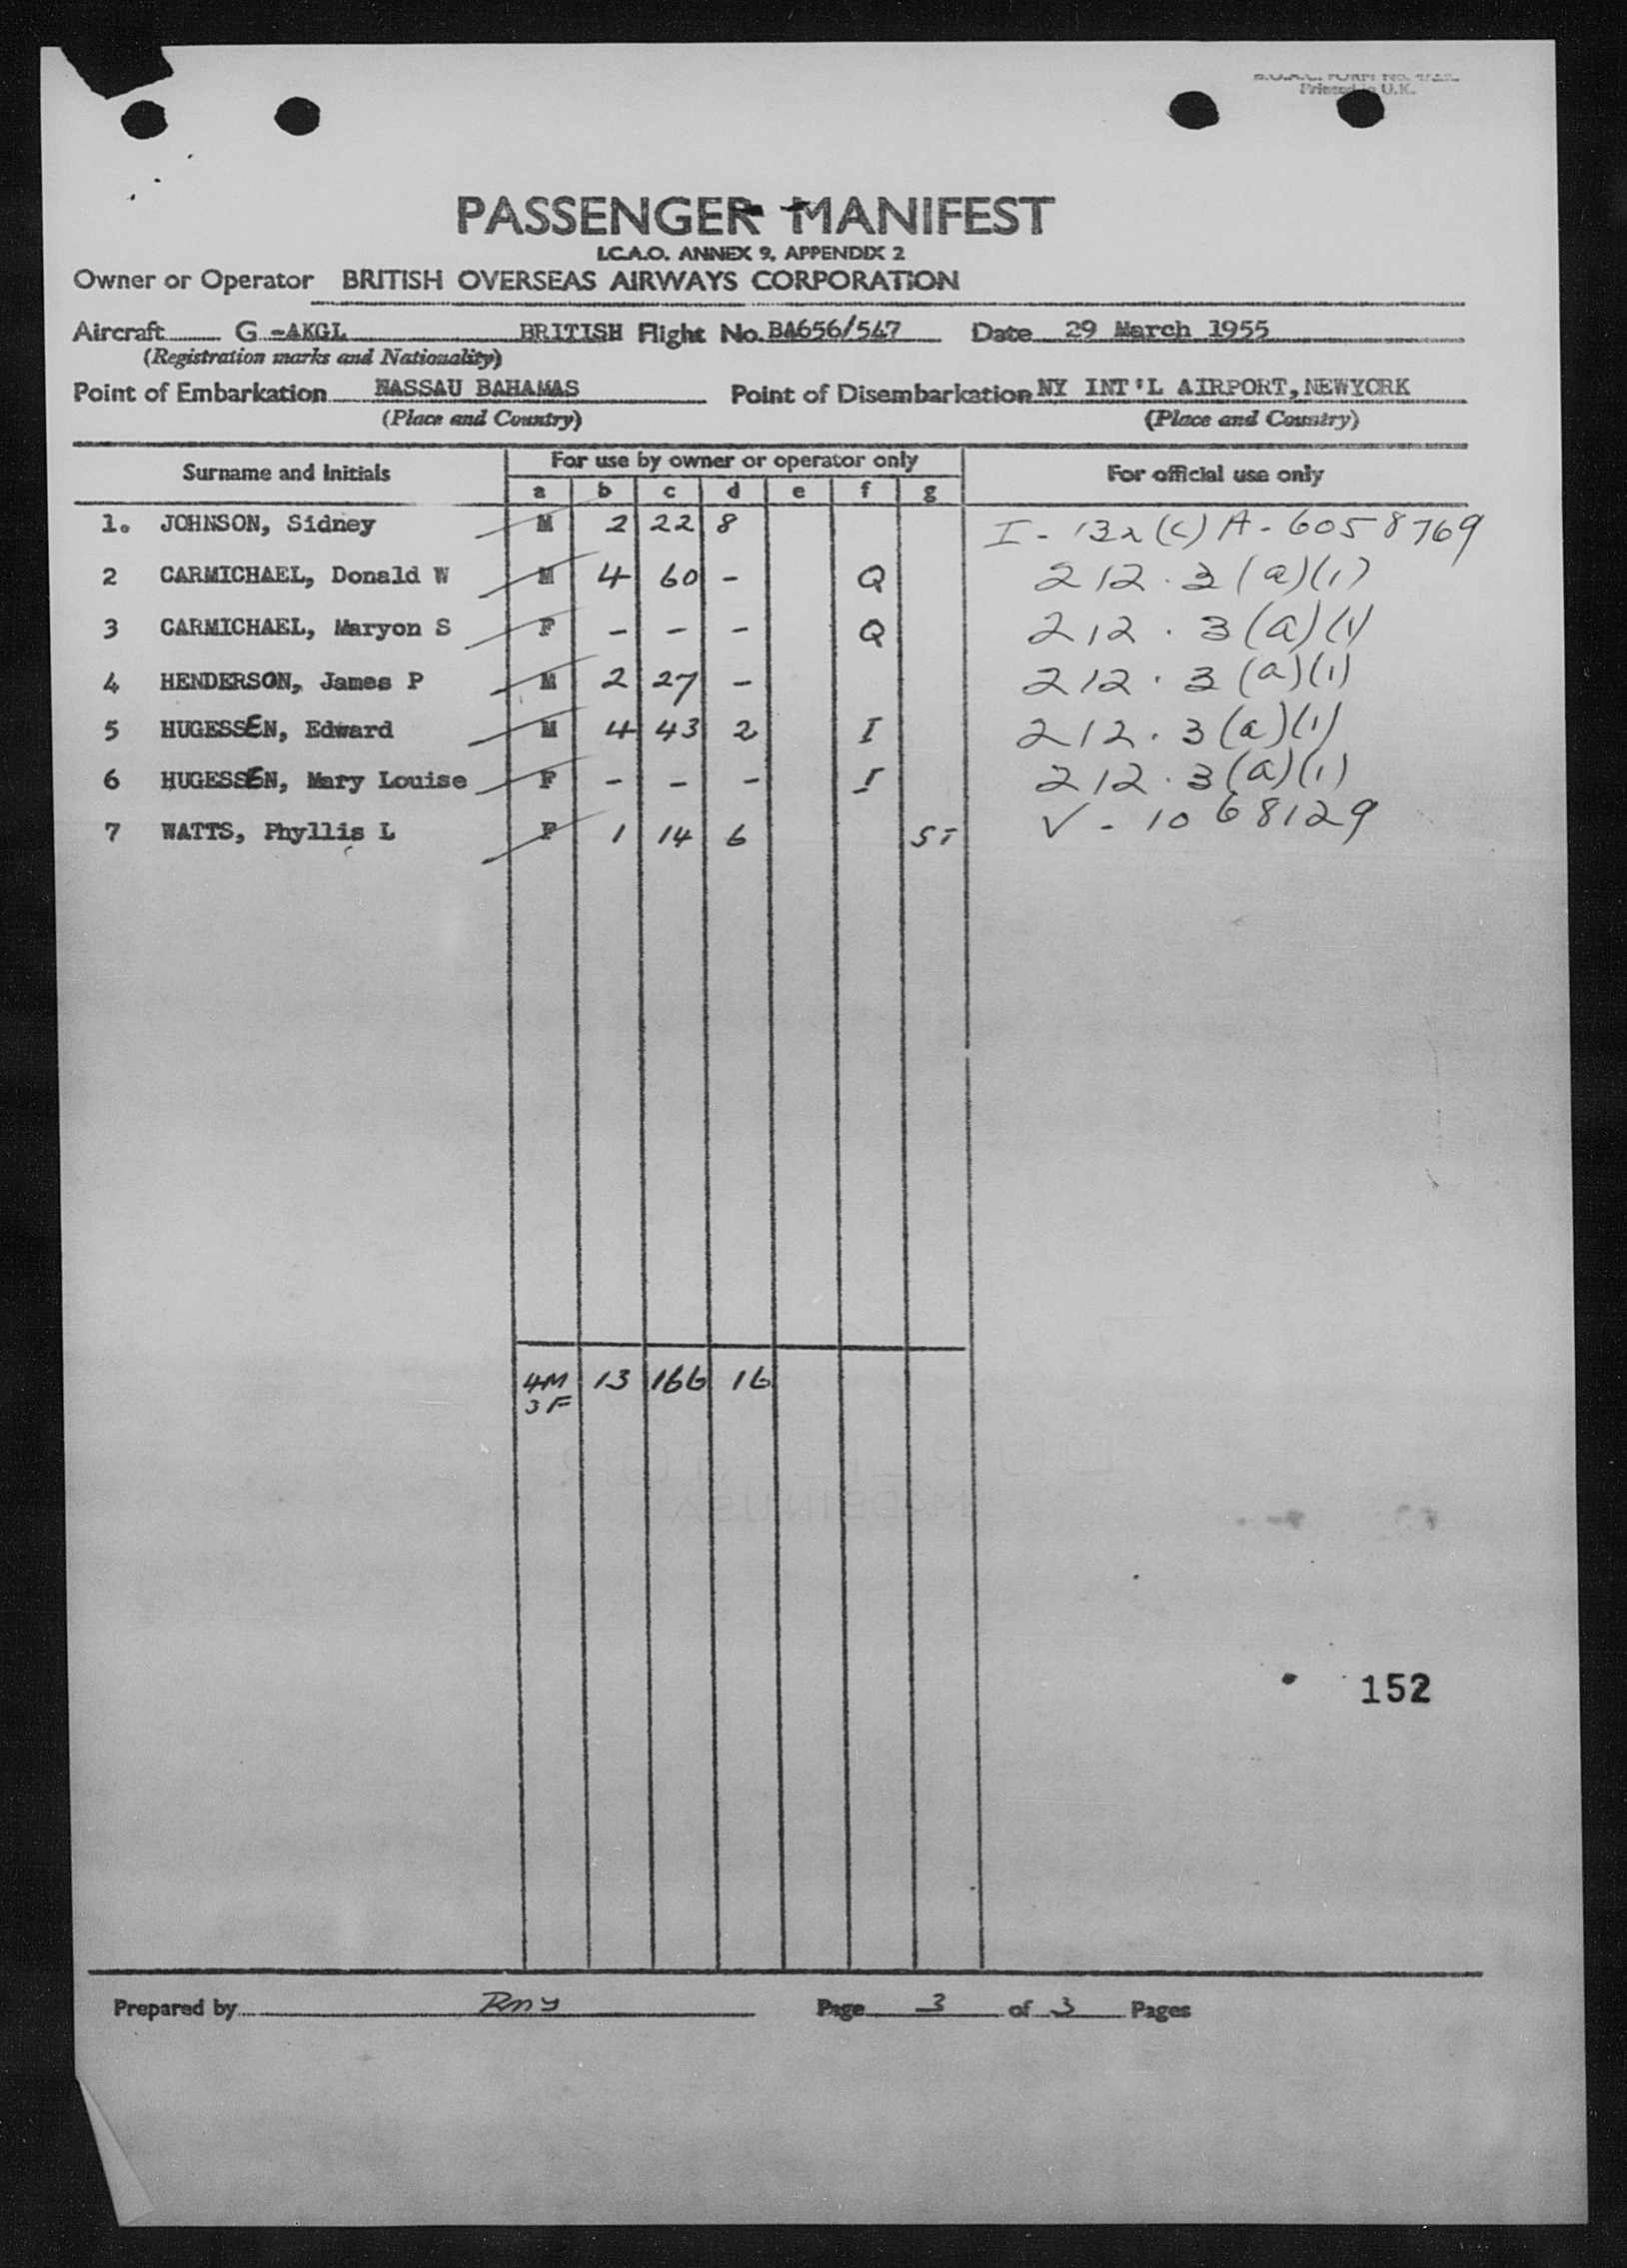 Printed in U.K.
PASSENGER MANIFEST
I.C.A.O. ANNEX 9, APPENDIX 2
Owner or Operator BRITISH OVERSEAS AIRWAYS CORPORATION
Aircraft G-AKGL BRITISH Flight No. BA656/547 Date 29 March 1955
(Registration marks and Nationality)
Point of Embarkation NASSAU BAHAMAS Point of Disembarkation NY INT'L AIRPORT, NEWYORK
(Place and Country) (Place and Country)
Surname and Initials For use by owner or operator only For official use only
a b c d e f g
1. JOHNSON, Sidney M 2 22 8 I - 132(c) A - 6058769
2 CARMICHAEL, Donald W M 4 60 - Q 212.3(a)(1)
3 CARMICHAEL, Maryon S F - - - Q 212.3(a)(1)
4 HENDERSON, James P M 2 27 - 212.3(a)(1)
5 HUGESSEN, Edward M 4 43 2 I 212.3(a)(1)
6 HUGESSEN, Mary Louise F - - - I 212.3(a)(1)
7 WATTS, Phyllis L F 1 14 6 ST V - 1068129
4M 13 166 16
3F
152
Prepared by Page 3 of 3 Pages